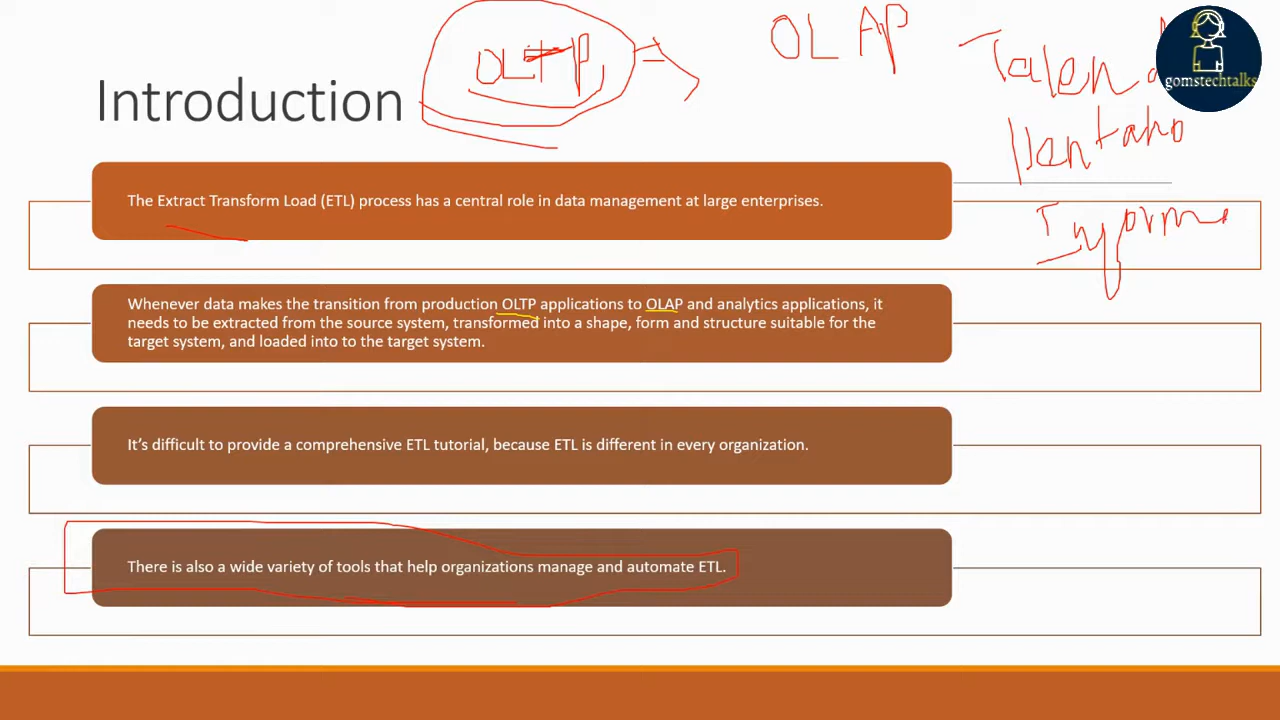 OLTP
OLAP
gomstechtalks
Introduction
Pentaho
The Extract Transform Load (ETL) process has a central role in data management at large enterprises.
Whenever data makes the transition from production OLTP applications to OLAP and analytics applications, it
needs to be extracted from the source system, transformed into a shape, form and structure suitable for the
target system, and loaded into to the target system.
It’s difficult to provide a comprehensive ETL tutorial, because ETL is different in every organization.
There is also a wide variety of tools that help organizations manage and automate ETL.